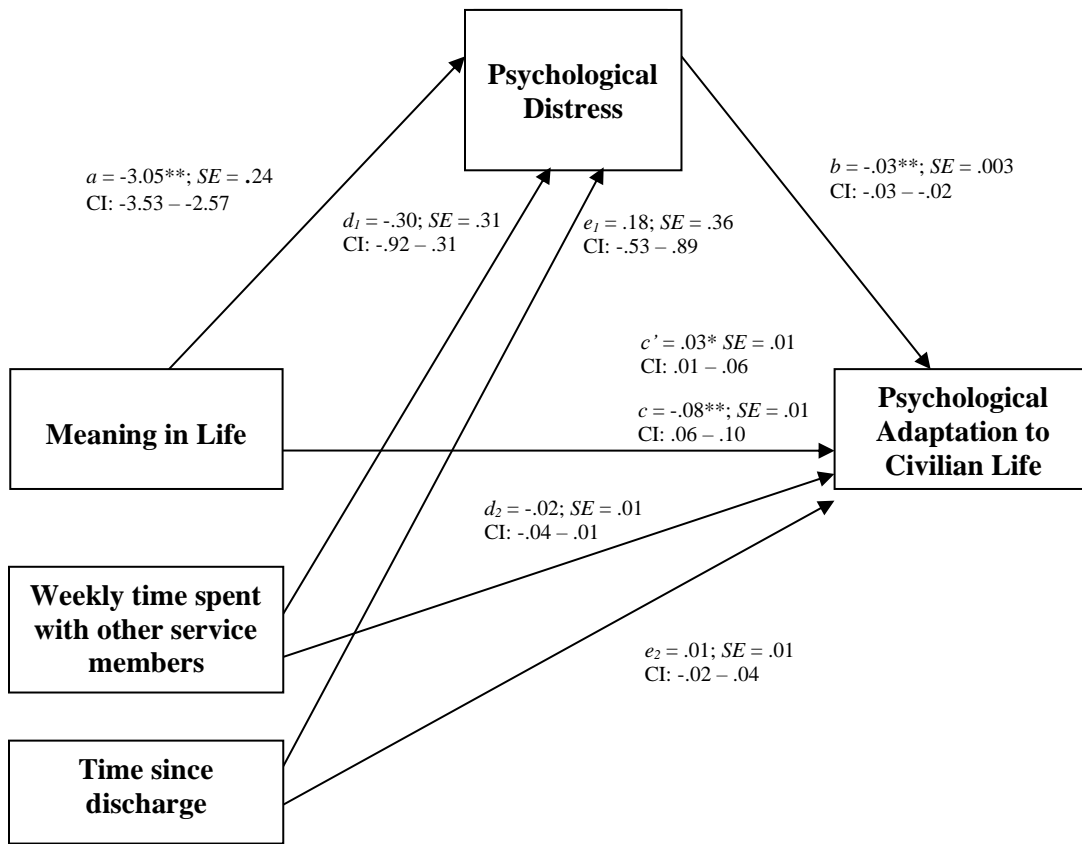 Psychological
Distress
a = -3.05**; SE = .24
CI: -3.53 – -2.57
d1 = -.30; SE = .31
CI: -.92 – .31
e1 = .18; SE = .36
CI: -.53 – .89
b = -.03**; SE = .003
CI: -.03 – -.02
c’ = .03* SE = .01
CI: .01 – .06
Meaning in Life
c = -.08**; SE = .01
CI: .06 – .10
Psychological
Adaptation to
Civilian Life
d2 = -.02; SE = .01
CI: -.04 – .01
Weekly time spent
with other service
members
e2 = .01; SE = .01
CI: -.02 – .04
Time since
discharge